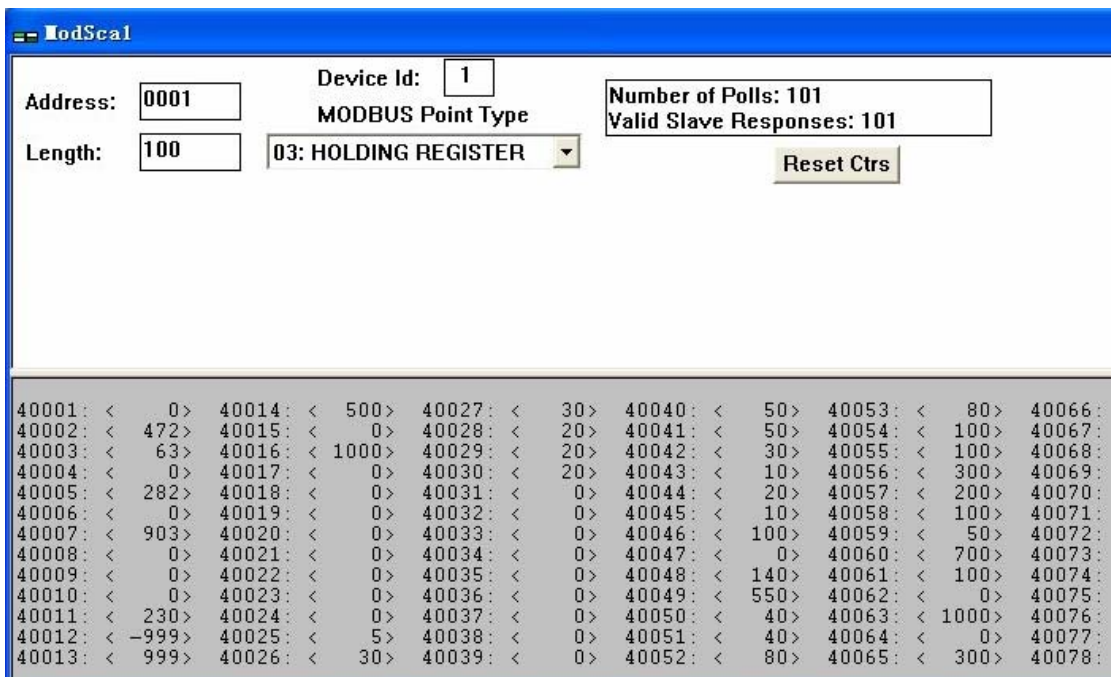 ModSca1
Address: 0001
Device Id: 1
MODBUS Point Type
Number of Polls: 101
Valid Slave Responses: 101
Length: 100
03: HOLDING REGISTER
Reset Ctrs
40001: < 0> 40014: < 500> 40027: < 30> 40040: < 50> 40053: < 80> 40066:
40002: < 472> 40015: < 0> 40028: < 20> 40041: < 50> 40054: < 100> 40067:
40003: < 63> 40016: < 1000> 40029: < 20> 40042: < 30> 40055: < 100> 40068:
40004: < 0> 40017: < 0> 40030: < 20> 40043: < 10> 40056: < 300> 40069:
40005: < 282> 40018: < 0> 40031: < 0> 40044: < 20> 40057: < 200> 40070:
40006: < 0> 40019: < 0> 40032: < 0> 40045: < 10> 40058: < 100> 40071:
40007: < 903> 40020: < 0> 40033: < 0> 40046: < 100> 40059: < 50> 40072:
40008: < 0> 40021: < 0> 40034: < 0> 40047: < 0> 40060: < 700> 40073:
40009: < 0> 40022: < 0> 40035: < 0> 40048: < 140> 40061: < 100> 40074:
40010: < 0> 40023: < 0> 40036: < 0> 40049: < 550> 40062: < 0> 40075:
40011: < 230> 40024: < 0> 40037: < 0> 40050: < 40> 40063: < 1000> 40076:
40012: < -999> 40025: < 5> 40038: < 0> 40051: < 40> 40064: < 0> 40077:
40013: < 999> 40026: < 30> 40039: < 0> 40052: < 80> 40065: < 300> 40078: